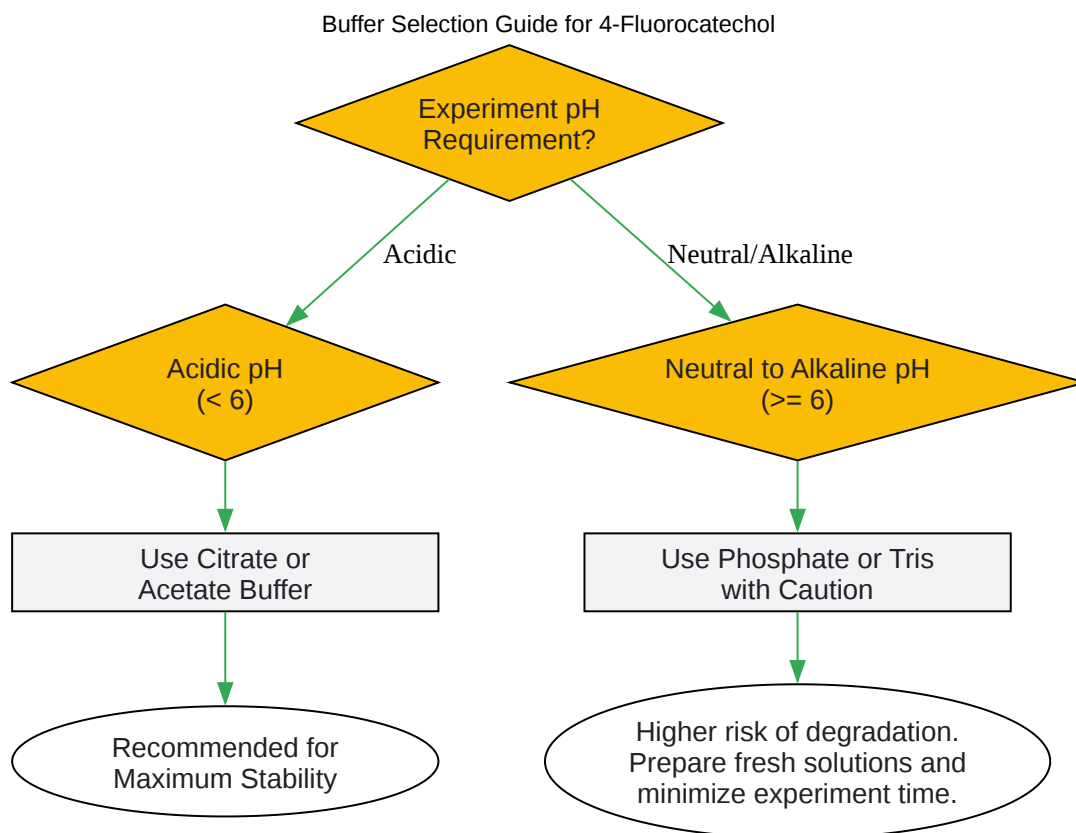 Buffer Selection Guide for 4-Fluorocatechol
Experiment pH
Requirement?
Acidic
Neutral/Alkaline
Acidic pH
(< 6)
Neutral to Alkaline pH
(>= 6)
Use Citrate or
Acetate Buffer
Use Phosphate or Tris
with Caution
Recommended for
Maximum Stability
Higher risk of degradation.
Prepare fresh solutions and
minimize experiment time.